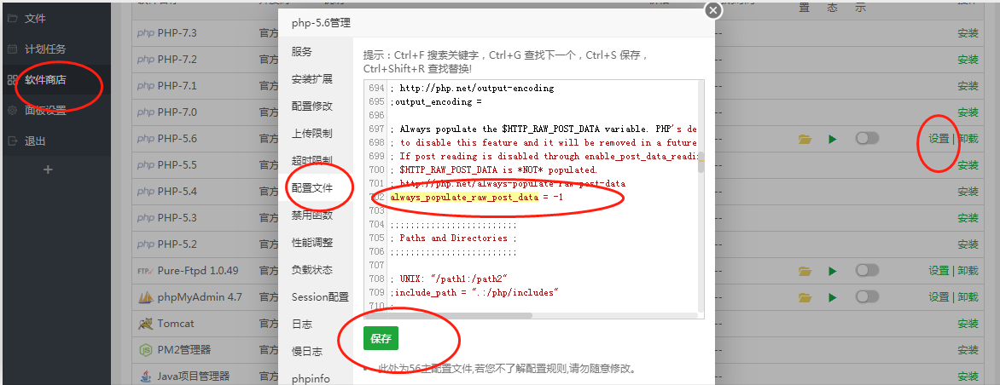 文件
计划任务
软件商店
面板设置
退出
置 态 示
PHP-7.3 官方 -- 安装
PHP-7.2 官方 -- 安装
PHP-7.1 官方 -- 安装
PHP-7.0 官方 -- 安装
PHP-5.6 官方 -- 设置 | 卸载
PHP-5.5 官方 -- 安装
PHP-5.4 官方 -- 安装
PHP-5.3 官方 -- 安装
PHP-5.2 官方 -- 安装
Pure-Ftpd 1.0.49 官方 -- 设置 | 卸载
phpMyAdmin 4.7 官方 -- 设置 | 卸载
Tomcat 官方 -- 安装
PM2管理器 官方 -- 安装
Java项目管理器 官方 -- 安装
php-5.6管理
服务
安装扩展
配置修改
上传限制
超时限制
配置文件
禁用函数
性能调整
负载状态
Session配置
日志
慢日志
phpinfo
提示：Ctrl+F 搜索关键字，Ctrl+G 查找下一个，Ctrl+S 保存，
Ctrl+Shift+R 查找替换!
694 ; http://php.net/output-encoding
695 ;output_encoding =
696
697 ; Always populate the $HTTP_RAW_POST_DATA variable. PHP's de
698 ; to disable this feature and it will be removed in a future
699 ; If post reading is disabled through enable_post_data_readi
700 ; $HTTP_RAW_POST_DATA is *NOT* populated.
701 ; http://php.net/always-populate-raw-post-data
702 always_populate_raw_post_data = -1
703
704 ;;;;;;;;;;;;;;;;;;;;;;;;;
705 ; Paths and Directories ;
706 ;;;;;;;;;;;;;;;;;;;;;;;;;
707
708 ; UNIX: "/path1:/path2"
709 ;include_path = ".:/php/includes"
710 ;
保存
此处为56主配置文件,若您不了解配置规则,请勿随意修改。